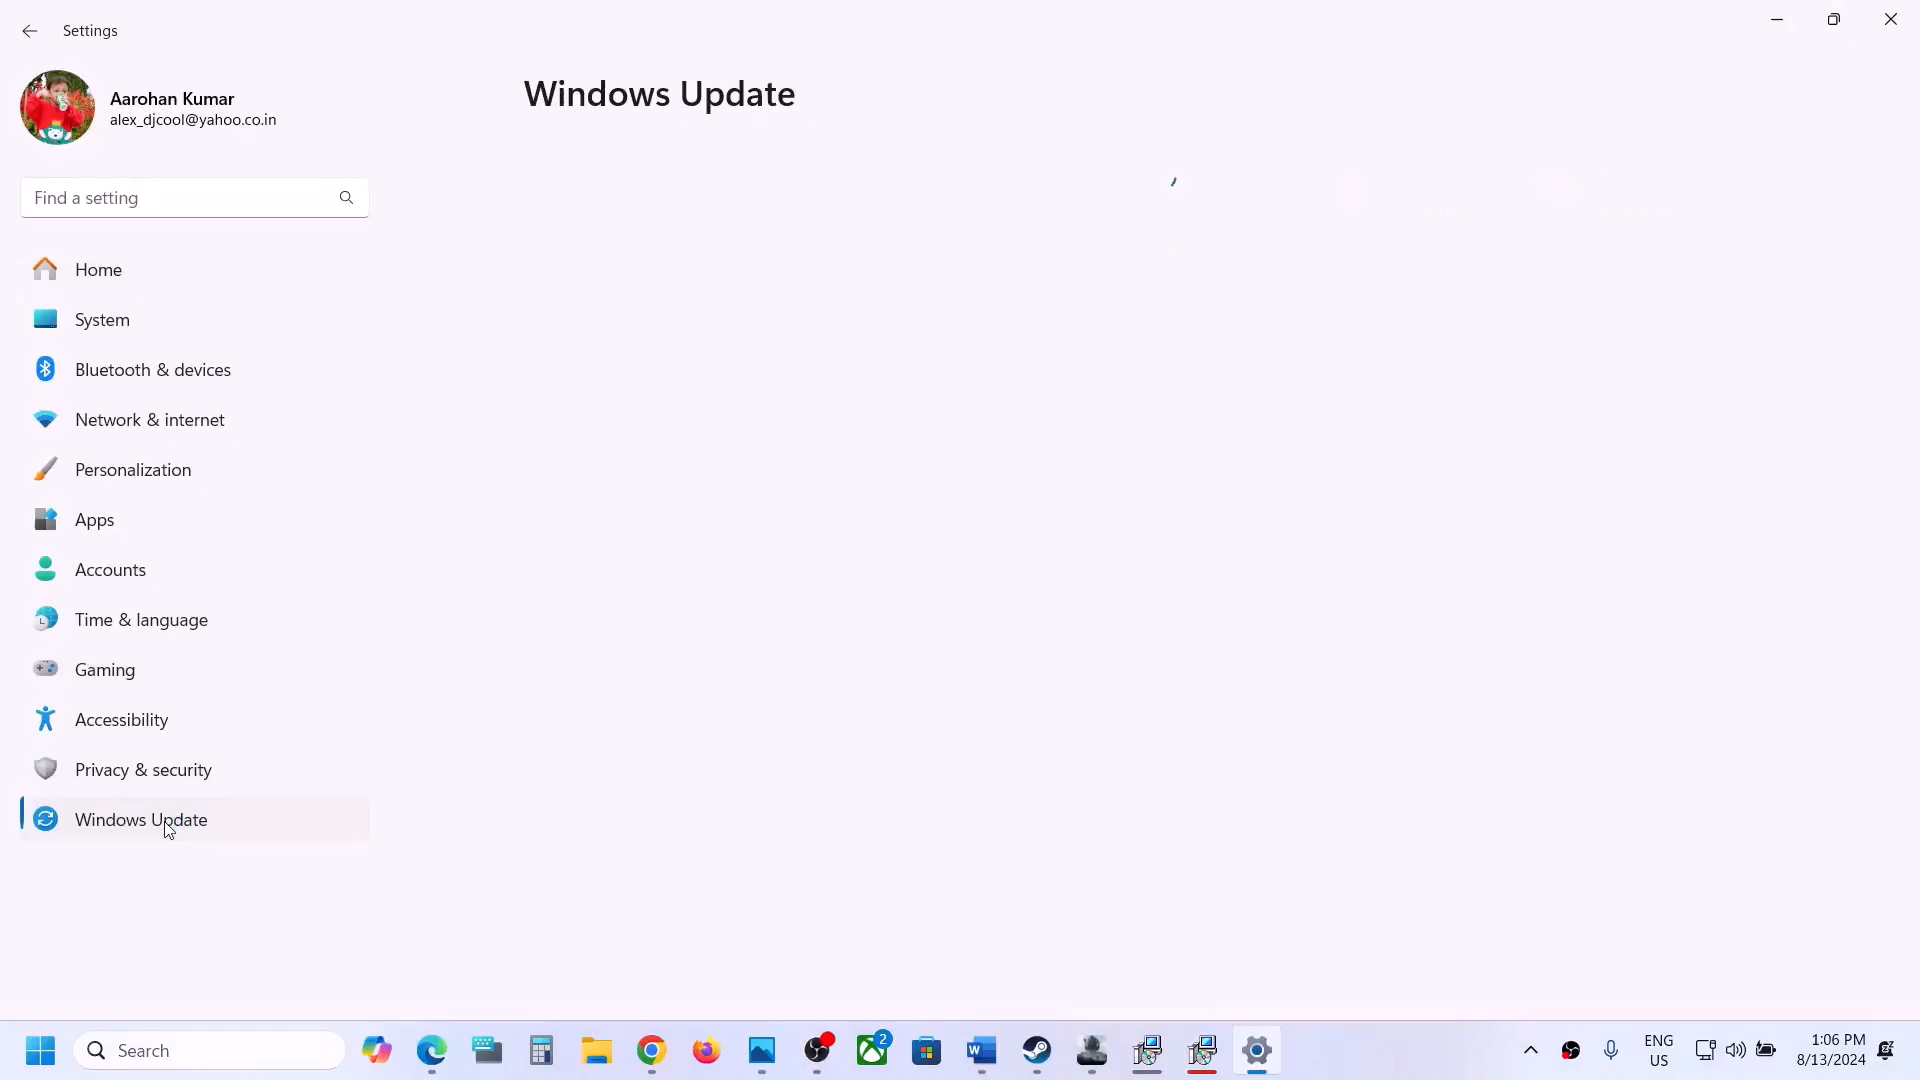 Settings
Aarohan Kumar
alex_djcool@yahoo.co.in
Windows Update
Find a setting
Home
System
Bluetooth & devices
Network & internet
Personalization
Apps
Accounts
Time & language
Gaming
Accessibility
Privacy & security
Windows Update
Search
2
ENG
US
1:06 PM
8/13/2024